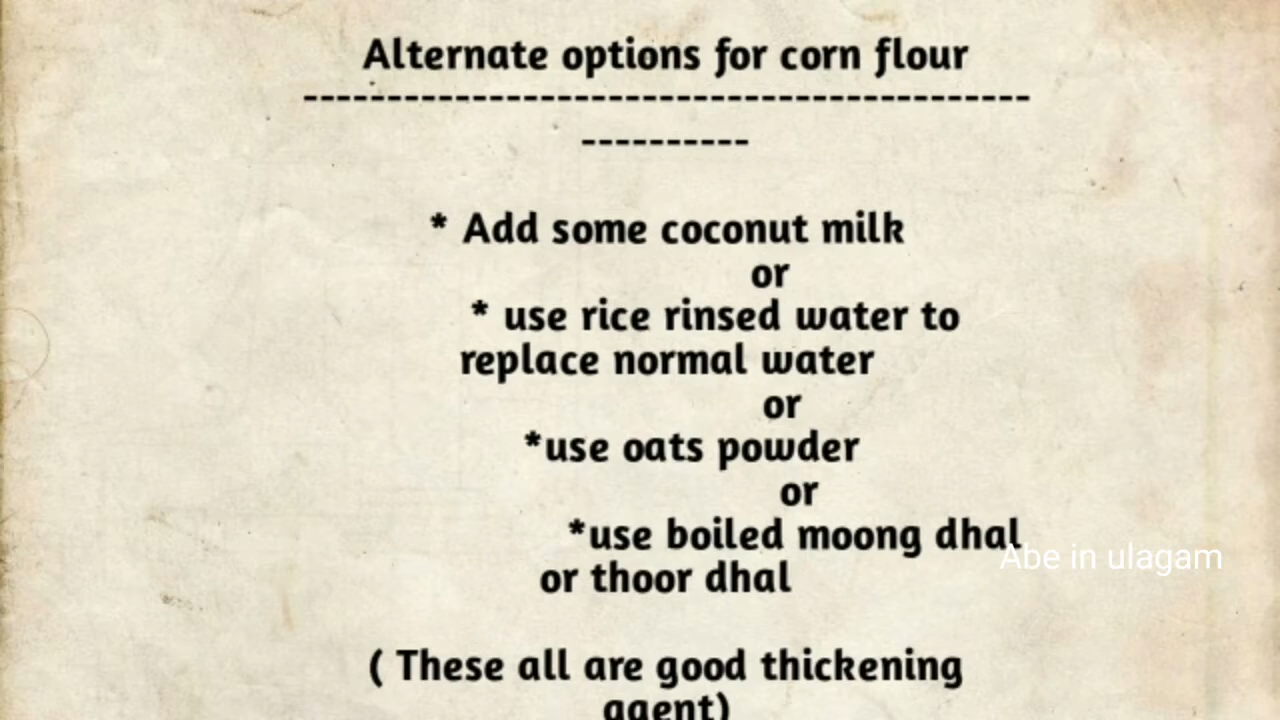 Alternate options for corn flour
-------------------------------------------
----------
* Add some coconut milk
or
* use rice rinsed water to
replace normal water
or
*use oats powder
or
*use boiled moong dhal
Abe in ulagam
or thoor dhal
( These all are good thickening
agent)